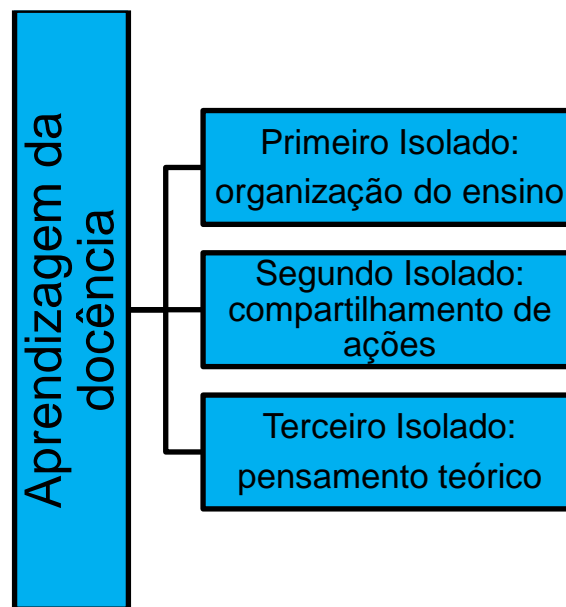 Aprendizagem da
docência
Primeiro Isolado:
organização do ensino
Segundo Isolado:
compartilhamento de
ações
Terceiro Isolado:
pensamento teórico